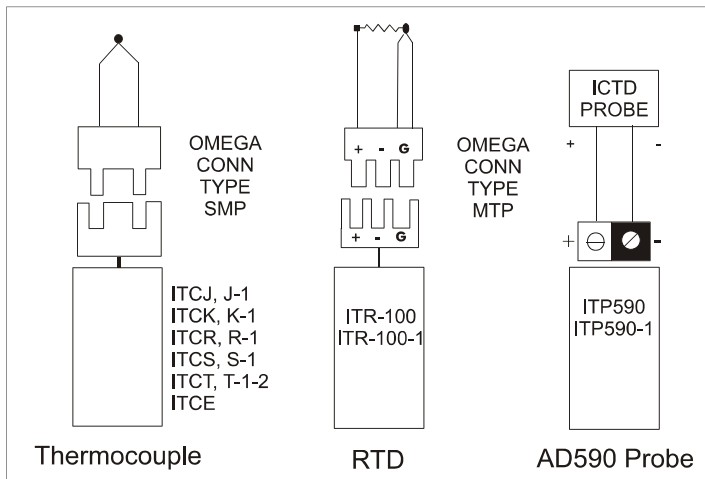 OMEGA
CONN
TYPE
SMP
+ - G
+ - G
ITCJ, J-1
ITCK, K-1
ITCR, R-1
ITCS, S-1
ITCT, T-1-2
ITCE
Thermocouple
OMEGA
CONN
TYPE
MTP
ITR-100
ITR-100-1
RTD
ICTD
PROBE
+ -
+ -
ITP590
ITP590-1
AD590 Probe